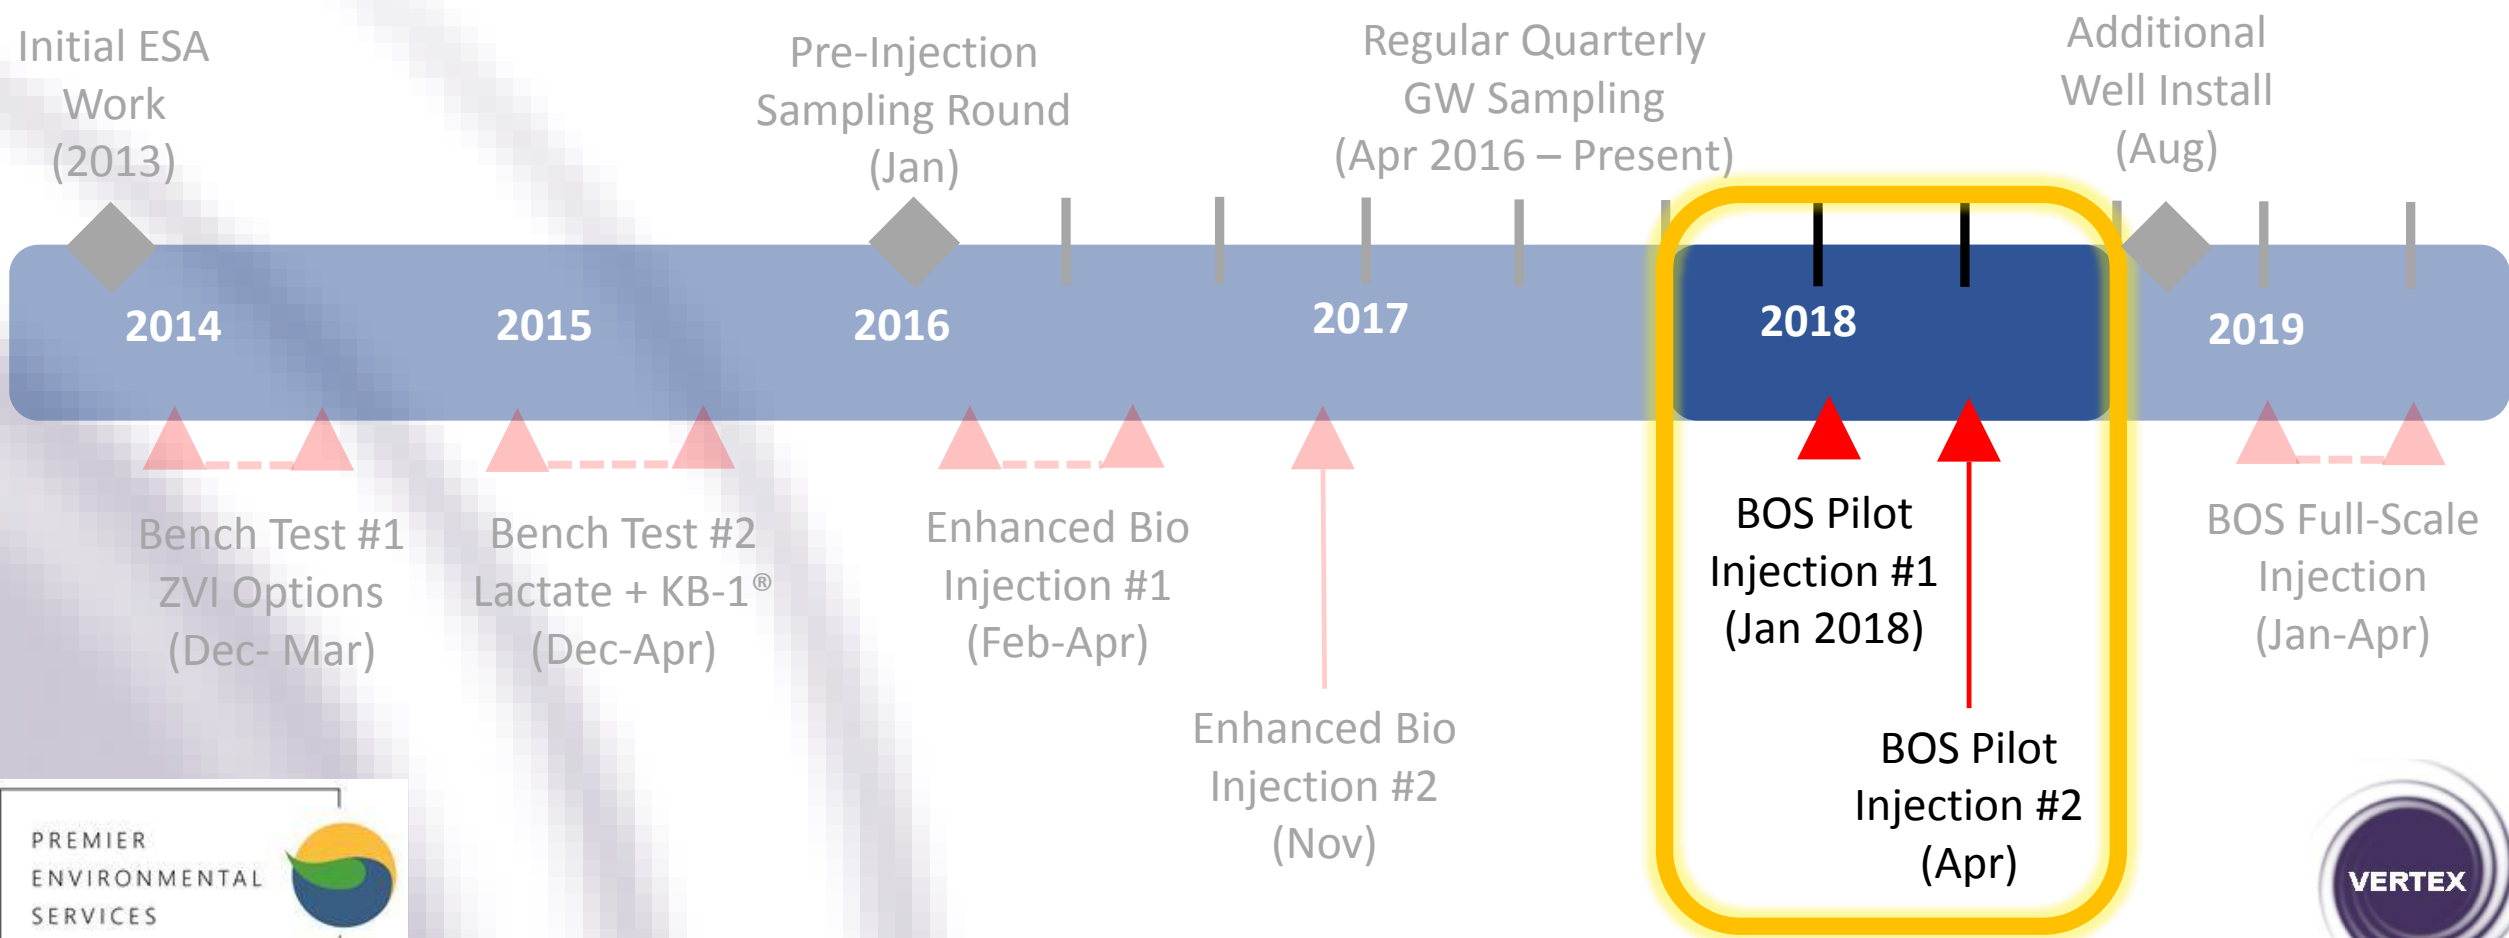 Initial ESA
Work
(2013)
Pre-Injection
Sampling Round
(Jan)
Regular Quarterly
GW Sampling
(Apr 2016 – Present)
Additional
Well Install
(Aug)
2014
2015
2016
2017
2018
2019
Bench Test #1
ZVI Options
(Dec- Mar)
Bench Test #2
Lactate + KB-1®
(Dec-Apr)
Enhanced Bio
Injection #1
(Feb-Apr)
Enhanced Bio
Injection #2
(Nov)
BOS Pilot
Injection #1
(Jan 2018)
BOS Pilot
Injection #2
(Apr)
BOS Full-Scale
Injection
(Jan-Apr)
PREMIER
ENVIRONMENTAL
SERVICES
VERTEX